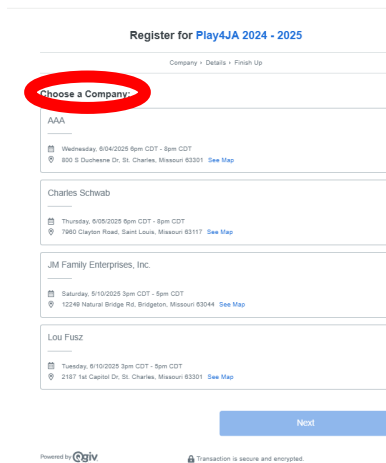 Register for Play4JA 2024 - 2025
Company › Details › Finish Up
Choose a Company:
AAA
Wednesday, 6/04/2025 6pm CDT - 8pm CDT
800 S Duchesne Dr, St. Charles, Missouri 63301 See Map
Charles Schwab
Thursday, 6/05/2025 6pm CDT - 8pm CDT
7960 Clayton Road, Saint Louis, Missouri 63117 See Map
JM Family Enterprises, Inc.
Saturday, 5/10/2025 3pm CDT - 5pm CDT
12249 Natural Bridge Rd, Bridgeton, Missouri 63044 See Map
Lou Fusz
Tuesday, 6/10/2025 3pm CDT - 5pm CDT
2187 1st Capitol Dr, St. Charles, Missouri 63301 See Map
Next
Powered by Qgiv
Transaction is secure and encrypted.